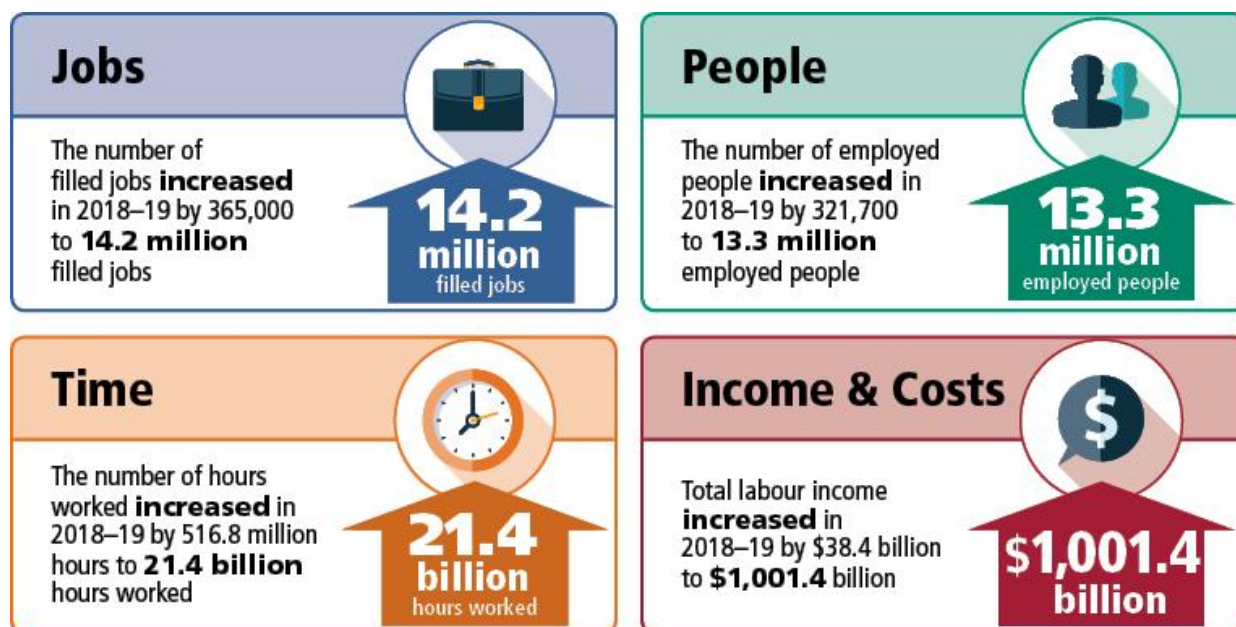 Jobs
The number of
filled jobs increased
in 2018–19 by 365,000
to 14.2 million
filled jobs
14.2
million
filled jobs
People
The number of employed
people increased in
2018–19 by 321,700
to 13.3 million
employed people
13.3
million
employed people
Time
The number of hours
worked increased in
2018–19 by 516.8 million
hours to 21.4 billion
hours worked
21.4
billion
hours worked
Income & Costs
Total labour income
increased in
2018–19 by $38.4 billion
to $1,001.4 billion
$1,001.4
billion
$